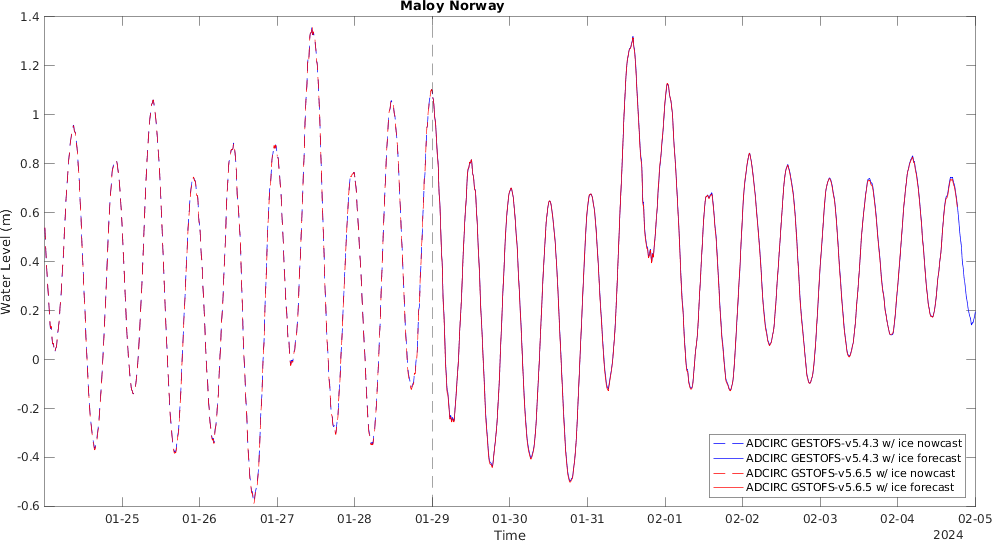 Maloy Norway
1.4
1.2
1
0.8
0.6
0.4
0.2
0
-0.2
-0.4
-0.6
Water Level (m)
01-25 01-26 01-27 01-28 01-29 01-30 01-31 02-01 02-02 02-03 02-04 02-05
Time
2024
ADCIRC GESTOFS-v5.4.3 w/ ice nowcast
ADCIRC GESTOFS-v5.4.3 w/ ice forecast
ADCIRC GSTOFS-v5.6.5 w/ ice nowcast
ADCIRC GSTOFS-v5.6.5 w/ ice forecast